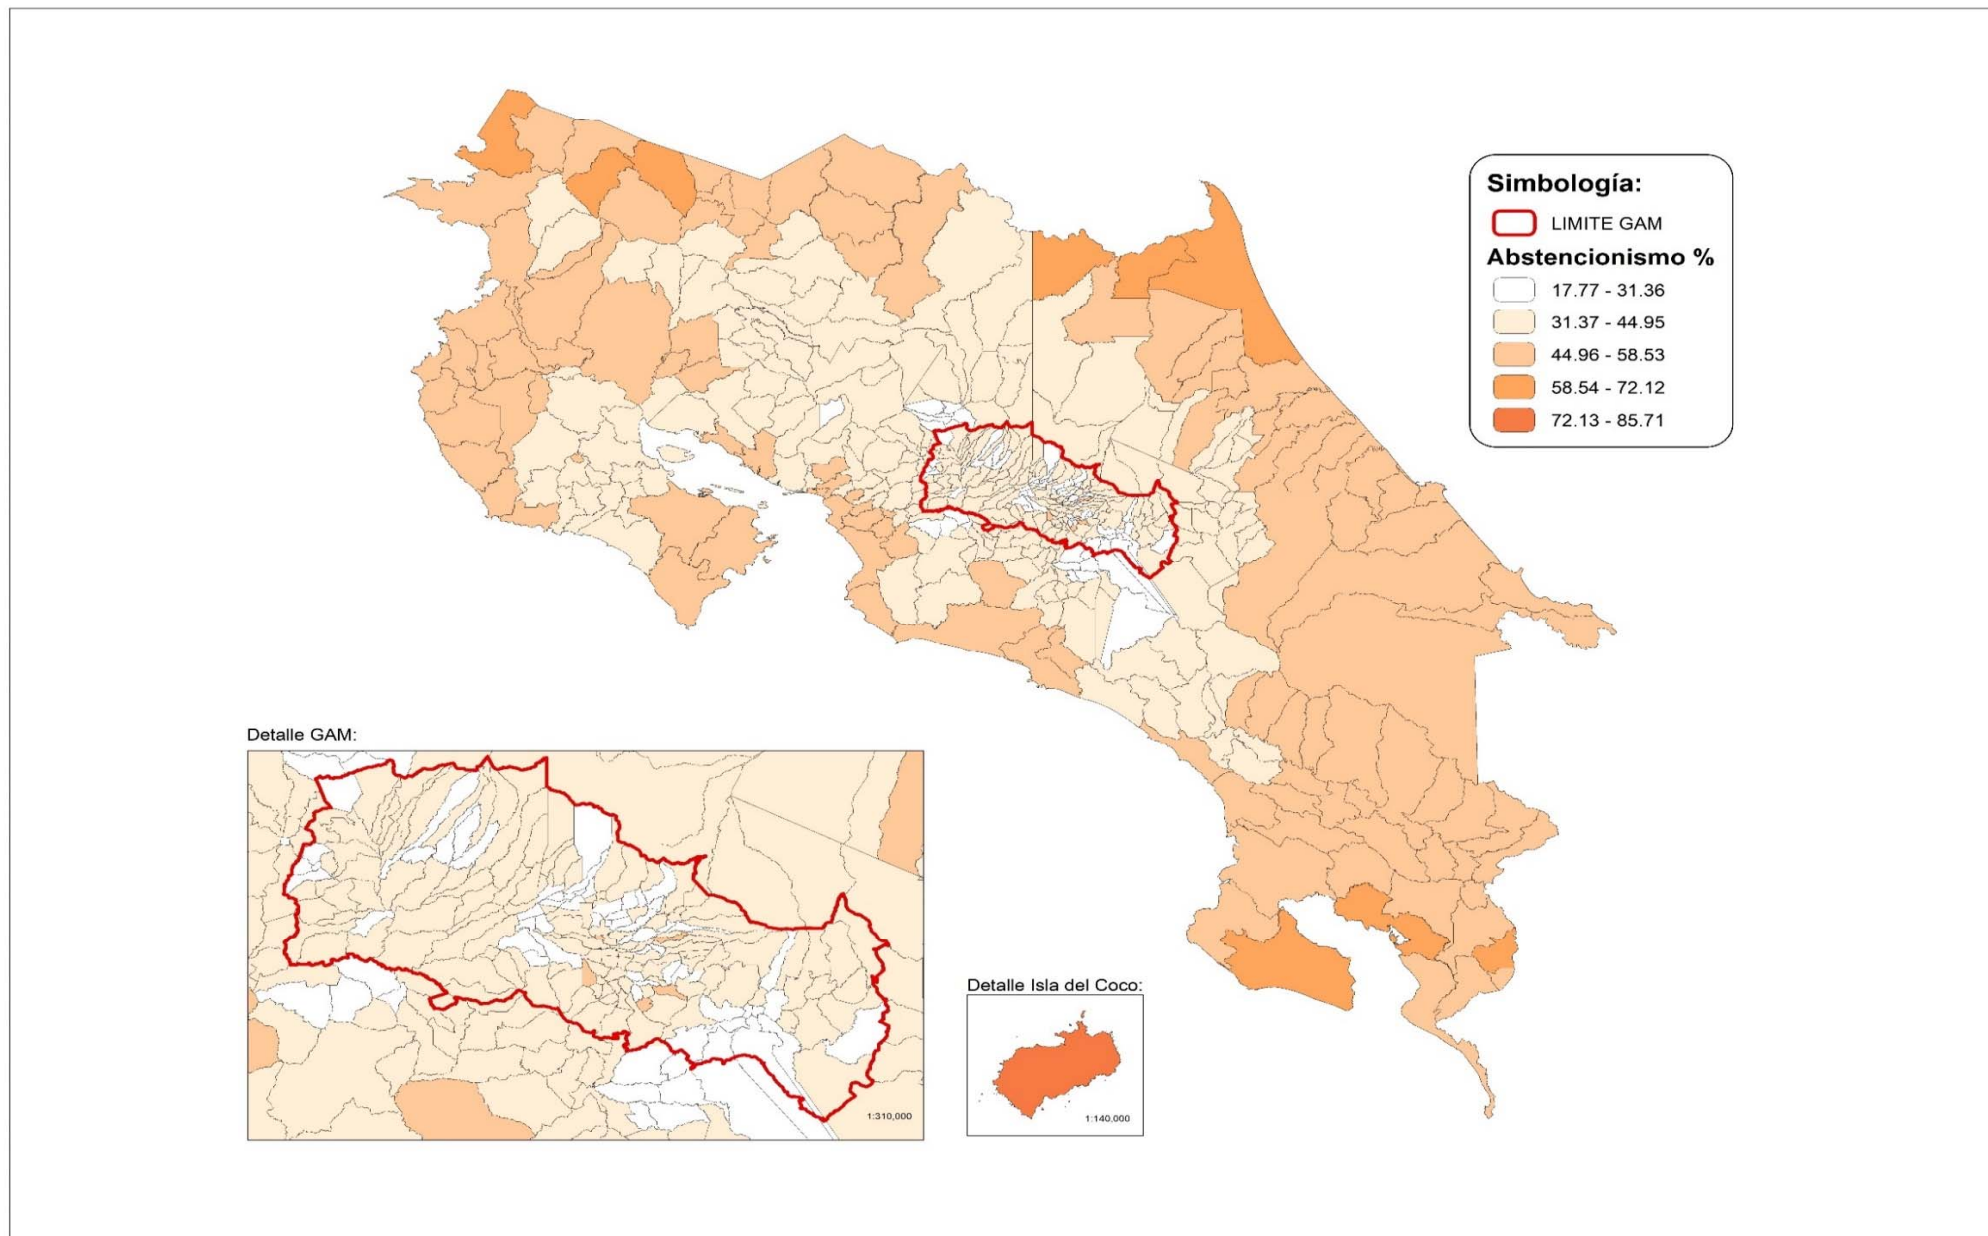 Simbología:
LIMITE GAM
Abstencionismo %
17.77 - 31.36
31.37 - 44.95
44.96 - 58.53
58.54 - 72.12
72.13 - 85.71
Detalle GAM:
1:310,000
Detalle Isla del Coco:
1:140,000